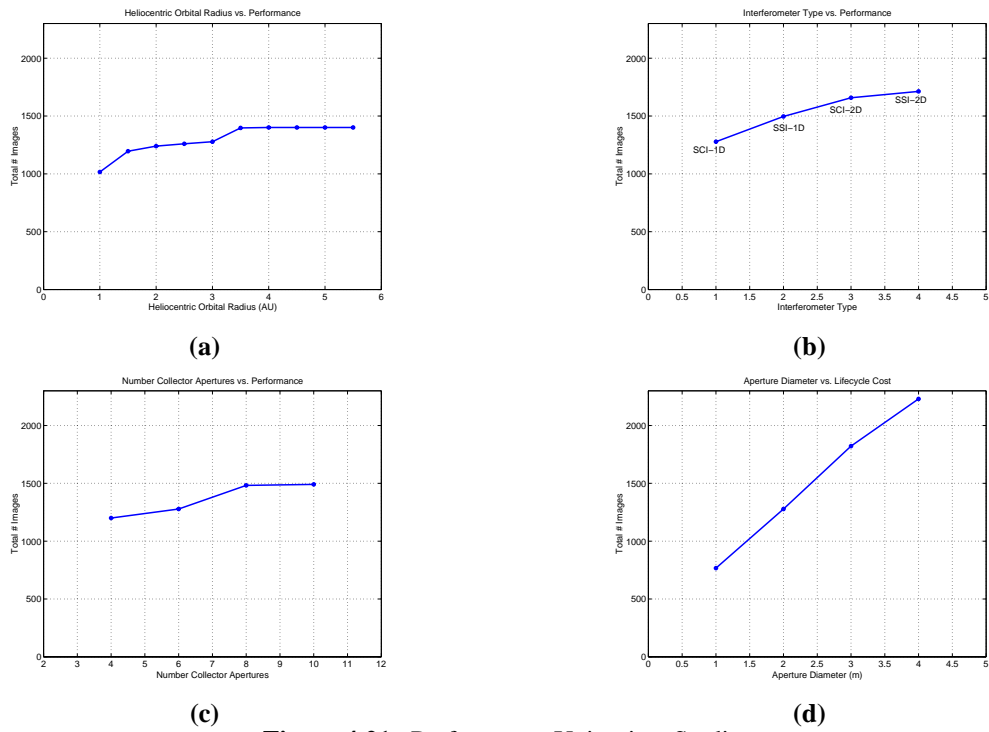 Heliocentric Orbital Radius vs. Performance
Total # Images
2000
1500
1000
500
0
0 1 2 3 4 5 6
Heliocentric Orbital Radius (AU)
(a)
Interferometer Type vs. Performance
Total # Images
2000
1500
1000
500
0
SCI−1D
SSI−1D
SCI−2D
SSI−2D
0 0.5 1 1.5 2 2.5 3 3.5 4 4.5 5
Interferometer Type
(b)
Number Collector Apertures vs. Performance
Total # Images
2000
1500
1000
500
0
2 3 4 5 6 7 8 9 10 11 12
Number Collector Apertures
(c)
Aperture Diameter vs. Lifecycle Cost
Total # Images
2000
1500
1000
500
0
0 0.5 1 1.5 2 2.5 3 3.5 4 4.5 5
Aperture Diameter (m)
(d)